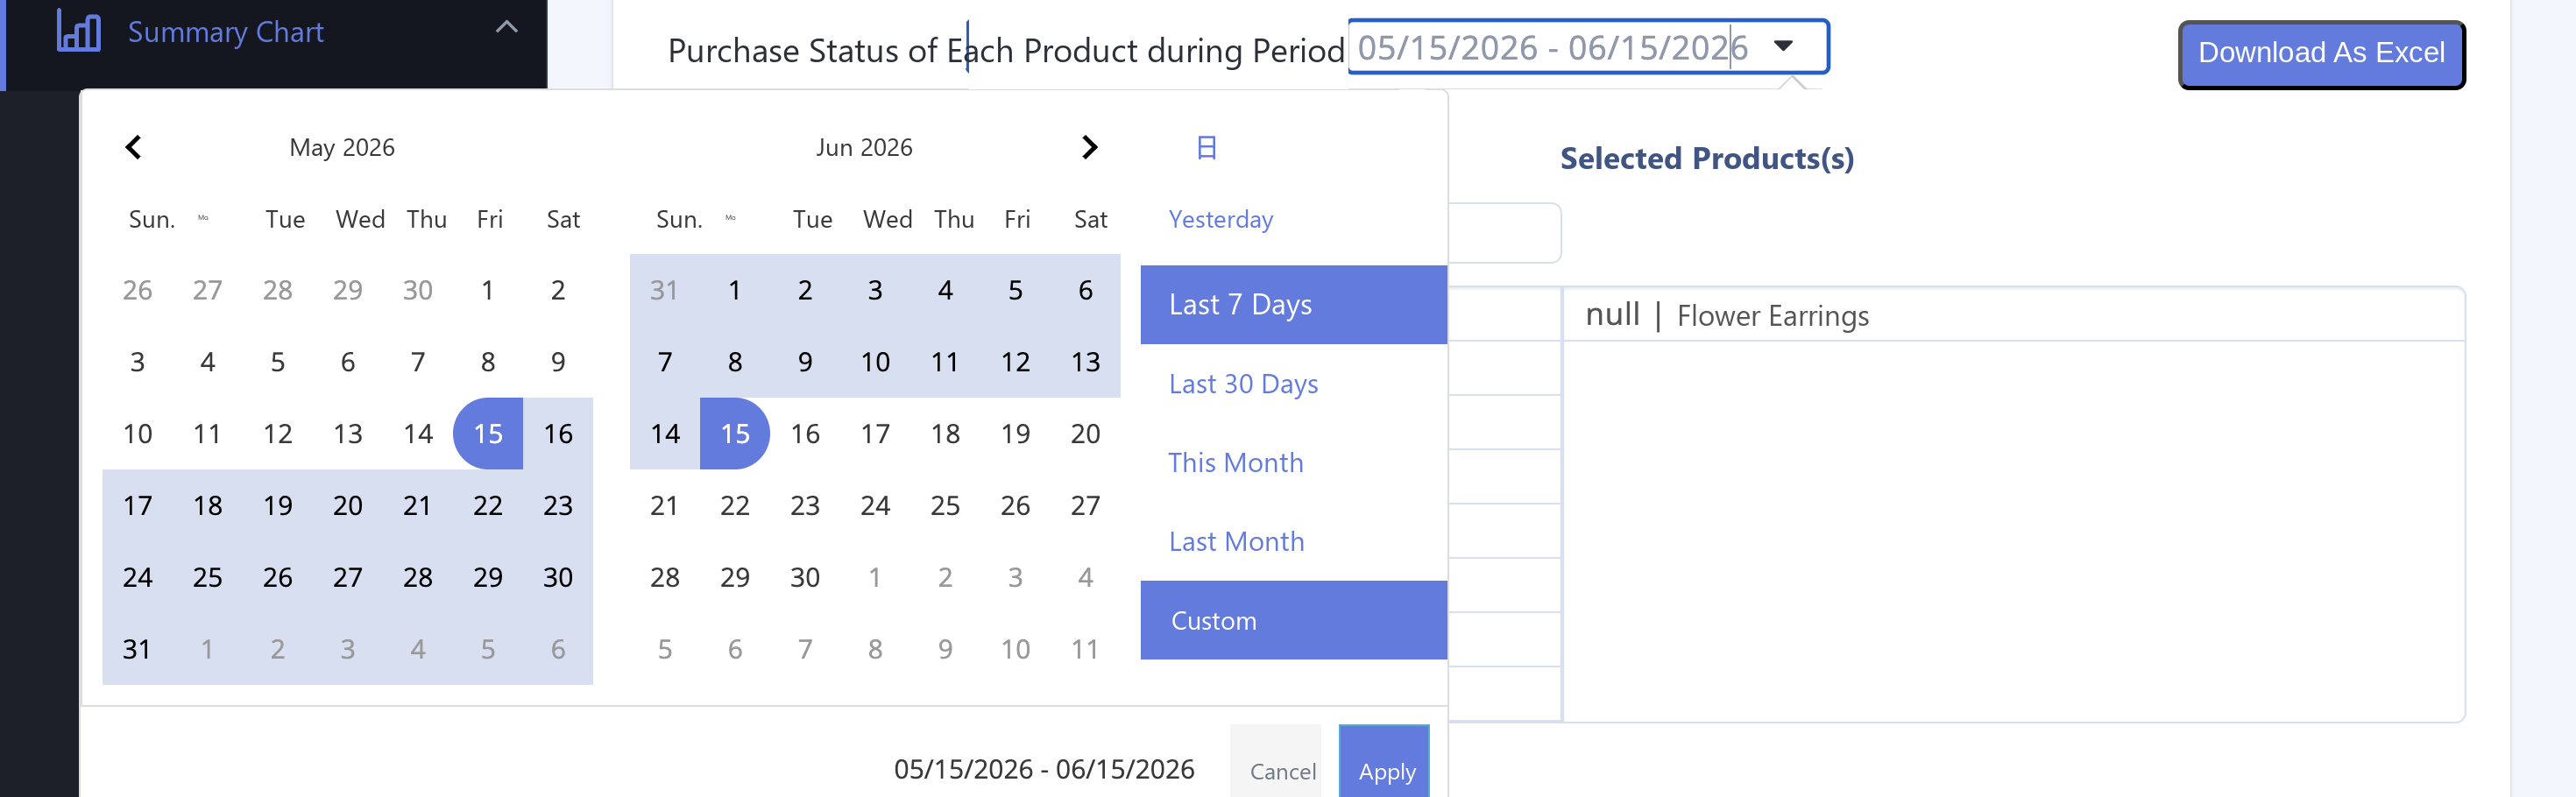 Summary Chart
Purchase Status of Each Product during Period 05/15/2026 - 06/15/2026
Download As Excel
May 2026
Sun. Mo Tue Wed Thu Fri Sat
26 27 28 29 30 1 2
3 4 5 6 7 8 9
10 11 12 13 14 15 16
17 18 19 20 21 22 23
24 25 26 27 28 29 30
31 1 2 3 4 5 6
Jun 2026
Sun. Mo Tue Wed Thu Fri Sat
31 1 2 3 4 5 6
7 8 9 10 11 12 13
14 15 16 17 18 19 20
21 22 23 24 25 26 27
28 29 30 1 2 3 4
5 6 7 8 9 10 11
日
Yesterday
Last 7 Days
Last 30 Days
This Month
Last Month
Custom
05/15/2026 - 06/15/2026
Cancel
Apply
Selected Products(s)
null | Flower Earrings